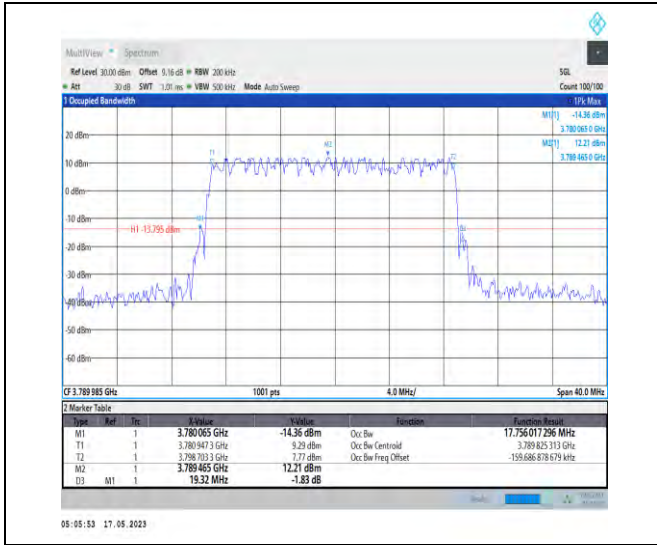 MultiView Spectrum
Ref Level 30.00 dBm Offset 9.16 dB RBW 200 kHz SGL
Att 30 dB SWT 1.01 ms VBW 500 kHz Mode Auto Sweep Count 100/100
1 Occupied Bandwidth 1Pk Max
M1[1] -14.36 dBm
3.780 065 0 GHz
20 dBm M2[1] 12.21 dBm
3.789 465 0 GHz
M2
T1
10 dBm
0 dBm
-10 dBm
H1 -13.795 dBm
-20 dBm
-30 dBm
-40 dBm
-50 dBm
-60 dBm
CF 3.789 985 GHz 1001 pts 4.0 MHz/ Span 40.0 MHz
2 Marker Table
Type Ref Trc X-Value Y-Value Function Function Result
M1 1 3.780 065 GHz -14.36 dBm Occ Bw 17.756 017 296 MHz
T1 1 3.780 947 3 GHz 9.29 dBm Occ Bw Centroid 3.789 825 313 GHz
T2 1 3.798 703 3 GHz 7.77 dBm Occ Bw Freq Offset -159.686 878 679 kHz
M2 1 3.789 465 GHz 12.21 dBm
D3 M1 1 19.32 MHz -1.83 dB
05:05:53 17.05.2023